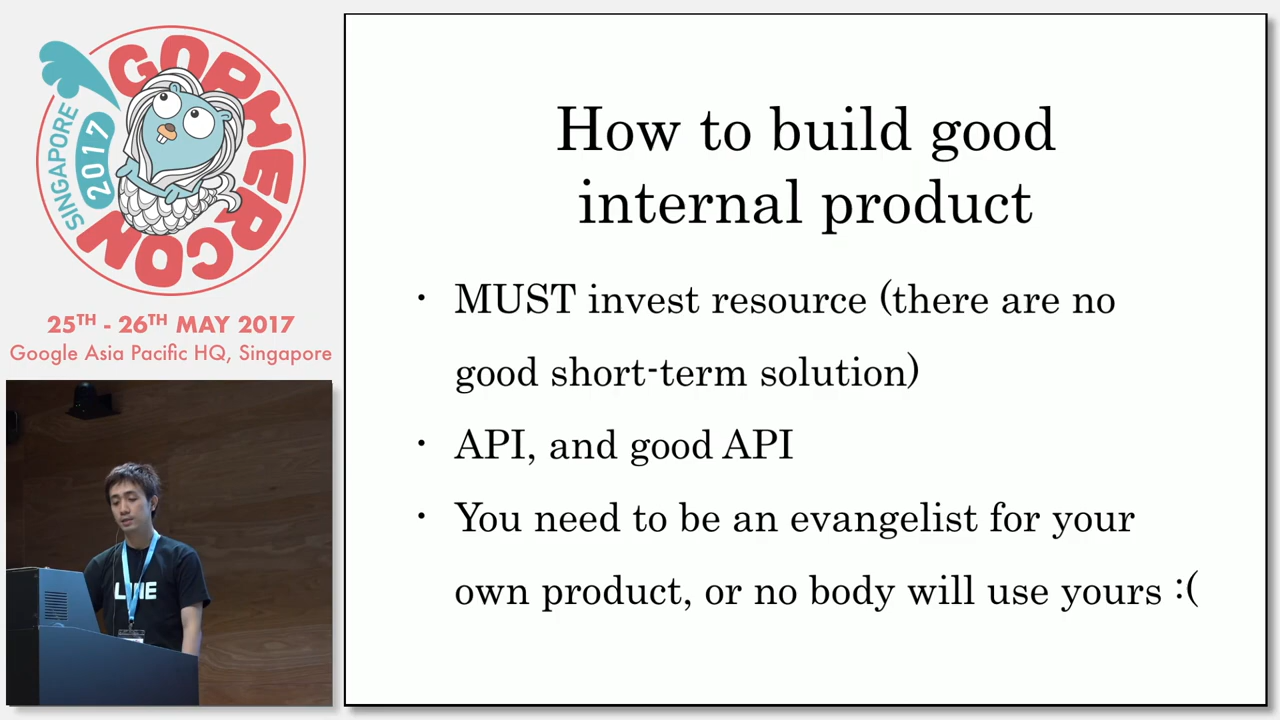 GOPHERCON
SINGAPORE
2017
25TH - 26TH MAY 2017
Google Asia Pacific HQ, Singapore
LINE
How to build good
internal product
• MUST invest resource (there are no
good short-term solution)
• API, and good API
• You need to be an evangelist for your
own product, or no body will use yours :(